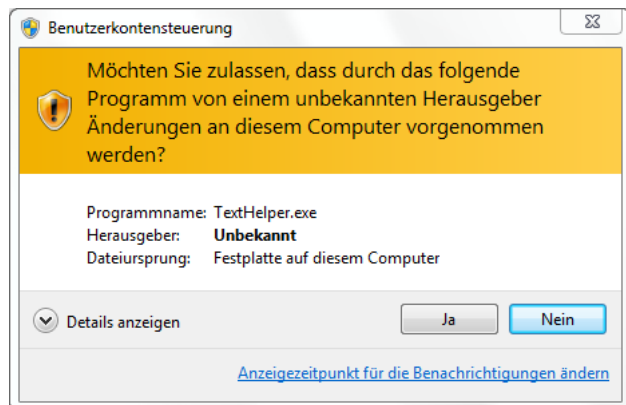 Benutzerkontensteuerung
Möchten Sie zulassen, dass durch das folgende
Programm von einem unbekannten Herausgeber
Änderungen an diesem Computer vorgenommen
werden?
Programmname: TextHelper.exe
Herausgeber: Unbekannt
Dateiursprung: Festplatte auf diesem Computer
Details anzeigen Ja Nein
Anzeigezeitpunkt für die Benachrichtigungen ändern